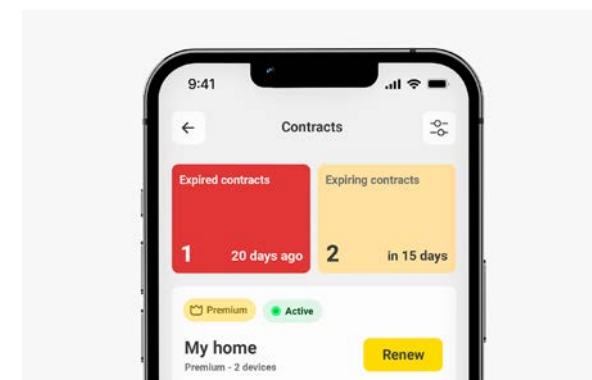 9:41
Contracts
Expired contracts
1 20 days ago
Expiring contracts
2 in 15 days
Premium
Active
My home
Premium - 2 devices
Renew